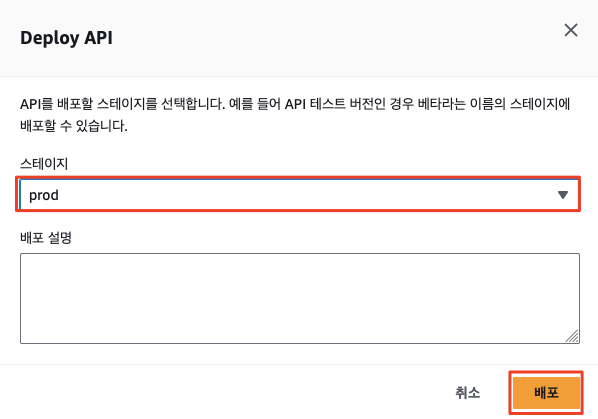 Deploy API
API를 배포할 스테이지를 선택합니다. 예를 들어 API 테스트 버전인 경우 베타라는 이름의 스테이지에
배포할 수 있습니다.
스테이지
prod
배포 설명
취소
배포